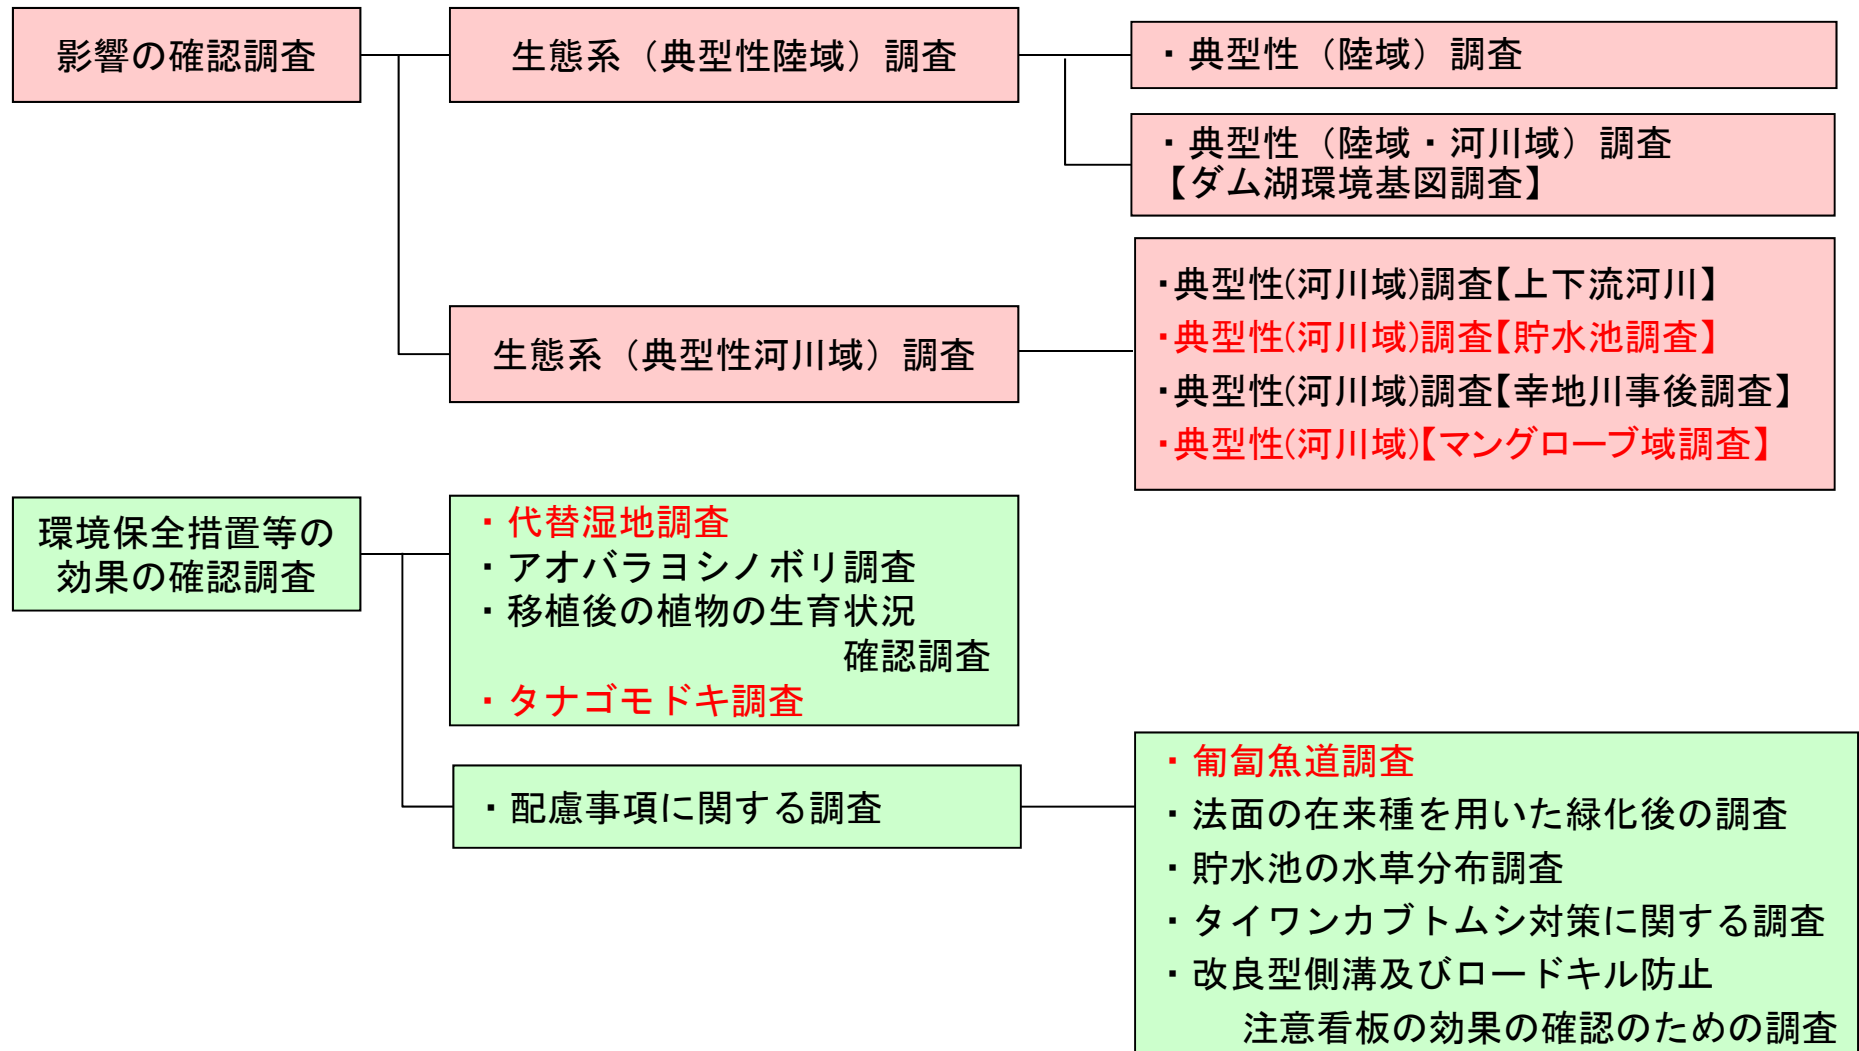 影響の確認調査
生態系（典型性陸域）調査
・典型性（陸域）調査
・典型性（陸域・河川域）調査
【ダム湖環境基図調査】
生態系（典型性河川域）調査
・典型性(河川域)調査【上下流河川】
・典型性(河川域)調査【貯水池調査】
・典型性(河川域)調査【幸地川事後調査】
・典型性(河川域)【マングローブ域調査】
環境保全措置等の
効果の確認調査
・代替湿地調査
・アオバラヨシノボリ調査
・移植後の植物の生育状況
確認調査
・タナゴモドキ調査
・配慮事項に関する調査
・匍匐魚道調査
・法面の在来種を用いた緑化後の調査
・貯水池の水草分布調査
・タイワンカブトムシ対策に関する調査
・改良型側溝及びロードキル防止
注意看板の効果の確認のための調査